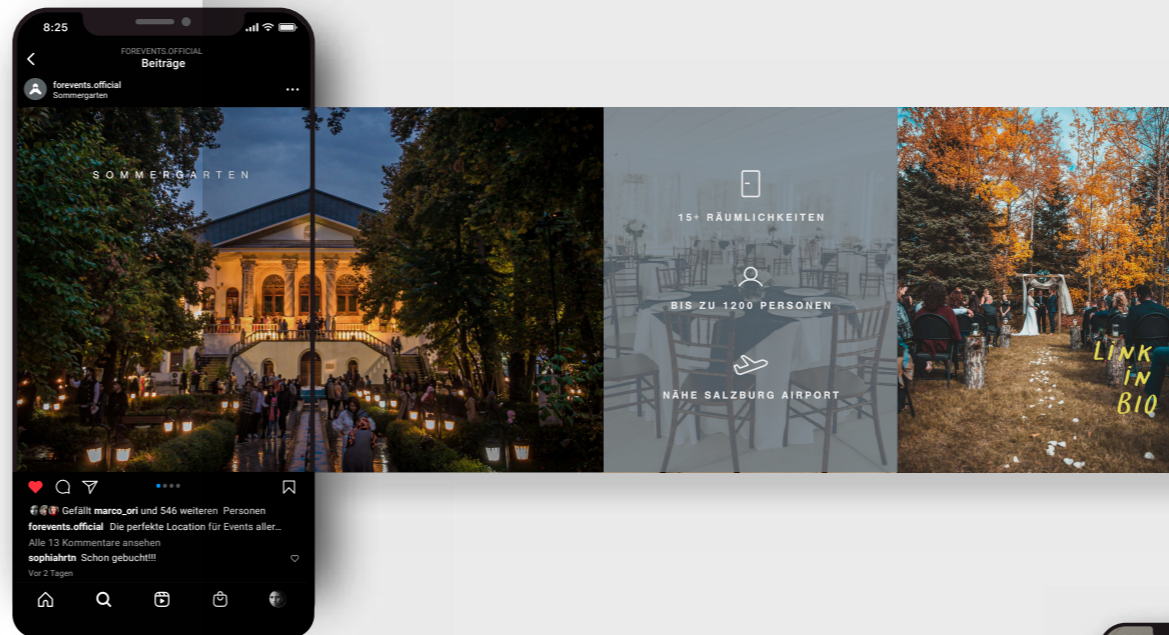 8:25
FOREVENTS.OFFICIAL
Beiträge
forevents.official
Sommergarten
SOMMERGARTEN
15+ RÄUMLICHKEITEN
BIS ZU 1200 PERSONEN
NÄHE SALZBURG AIRPORT
LINK
IN
BIO
Gefällt marco_ori und 546 weiteren Personen
forevents.official Die perfekte Location für Events aller...
Alle 13 Kommentare ansehen
sophiahrtn Schon gebucht!!!
Vor 2 Tagen